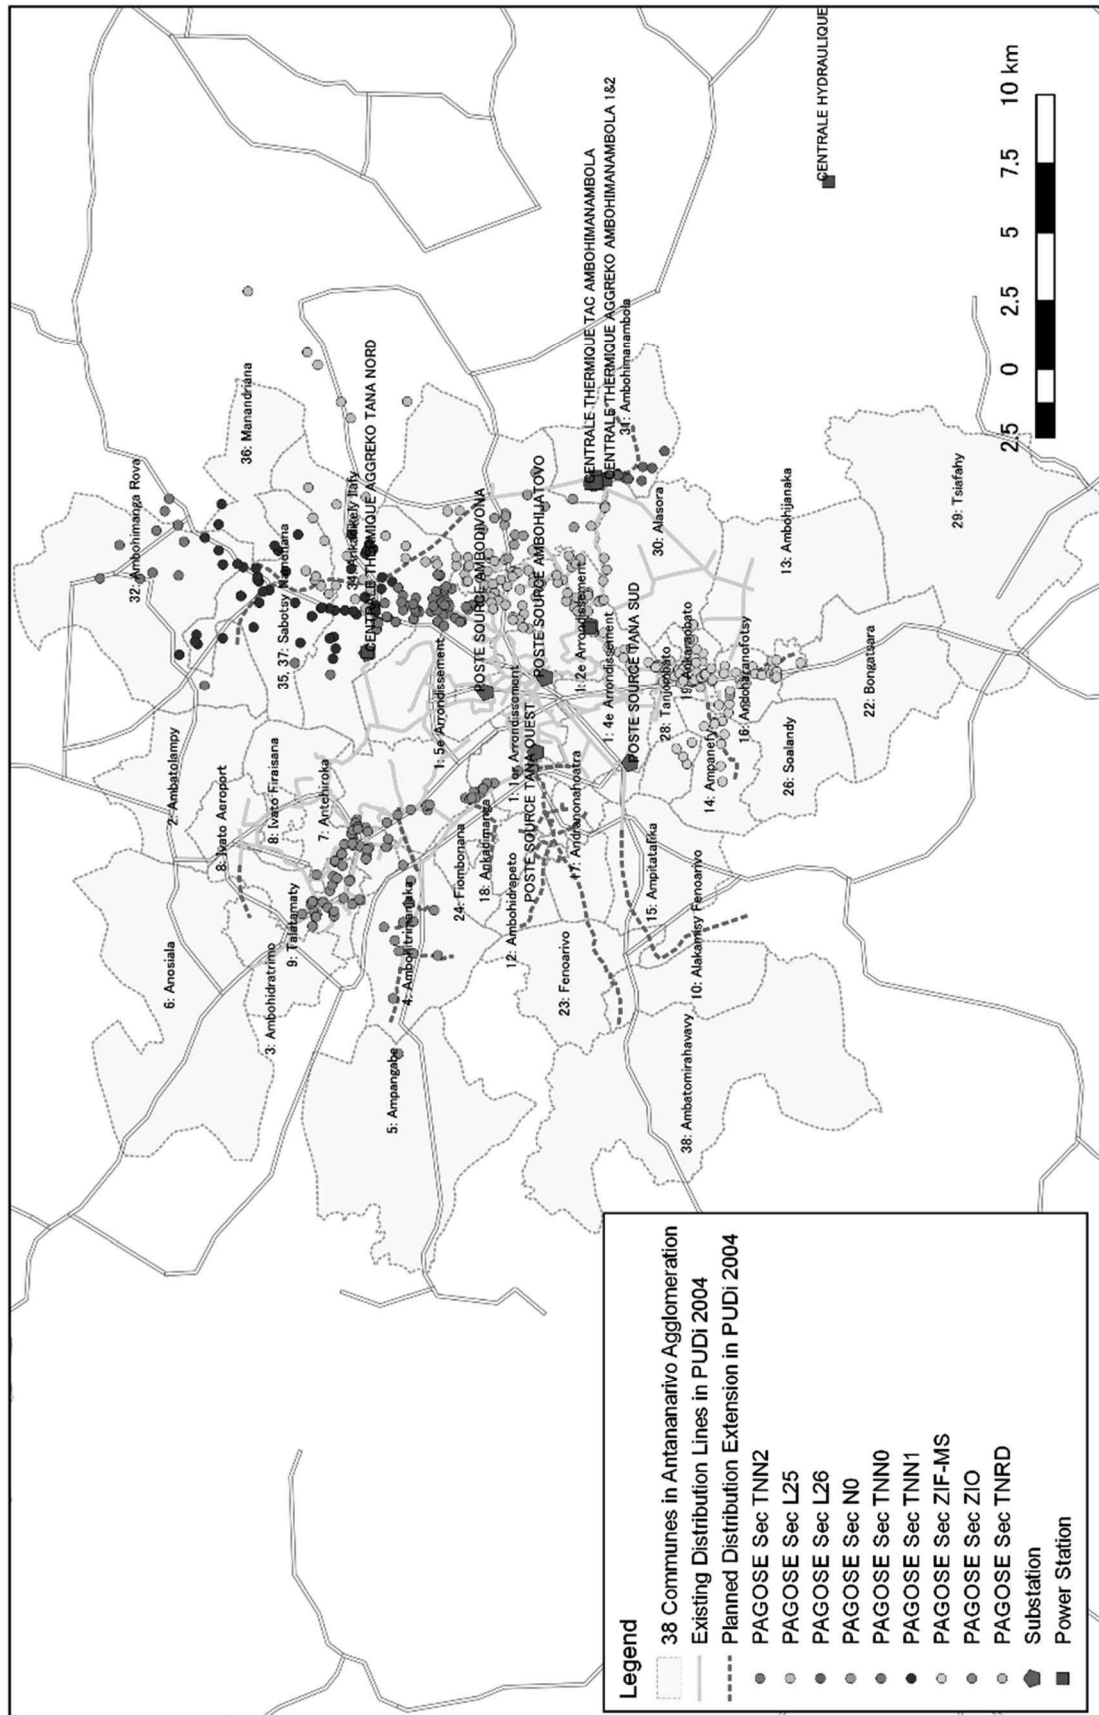 32: Ambohimanga Rova
36: Manandriana
2: Ambatolampy
6: Anosiala
8: Ivato Aeroport
35, 37: Sabotsy Namehana
8: Ivato Firaisana
3: Ambohidratrimo
9: Talatamaty
7: Antehiroka
34: Ankadikely Ilafy
CENTRALE THERMIQUE AGGREKO TANA NORD
5: Ampangabe
4: Ambohitrimanjaka
1: 5e Arrondissement
24: Fiombonana
18: Ankadimanga
POSTE SOURCE AMBODIVONA
1: 1er Arrondissement
12: Ambohidrapeto
POSTE SOURCE TANA OUEST
POSTE SOURCE AMBOHIJATOVO
23: Fenoarivo
17: Andranonahoatra
1: 2e Arrondissement
CENTRALE THERMIQUE TAC AMBOHIMANAMBOLA
CENTRALE THERMIQUE AGGREKO AMBOHIMANAMBOLA 1&2
31: Ambohimanambola
1: 4e Arrondissement
POSTE SOURCE TANA SUD
30: Alasora
15: Ampitatafika
28: Tanjombato
19: Ankaraobato
38: Ambatomirahavavy
10: Alakamisy Fenoarivo
14: Ampanefy
16: Andoharanofotsy
13: Ambohijanaka
26: Soalandy
22: Bongatsara
29: Tsiafahy
CENTRALE HYDRAULIQUE
2.5 0 2.5 5 7.5 10 km
Legend
38 Communes in Antananarivo Agglomeration
Existing Distribution Lines in PUDi 2004
Planned Distribution Extension in PUDi 2004
PAGOSE Sec TNN2
PAGOSE Sec L25
PAGOSE Sec L26
PAGOSE Sec N0
PAGOSE Sec TNN0
PAGOSE Sec TNN1
PAGOSE Sec ZIF-MS
PAGOSE Sec ZIO
PAGOSE Sec TNRD
Substation
Power Station